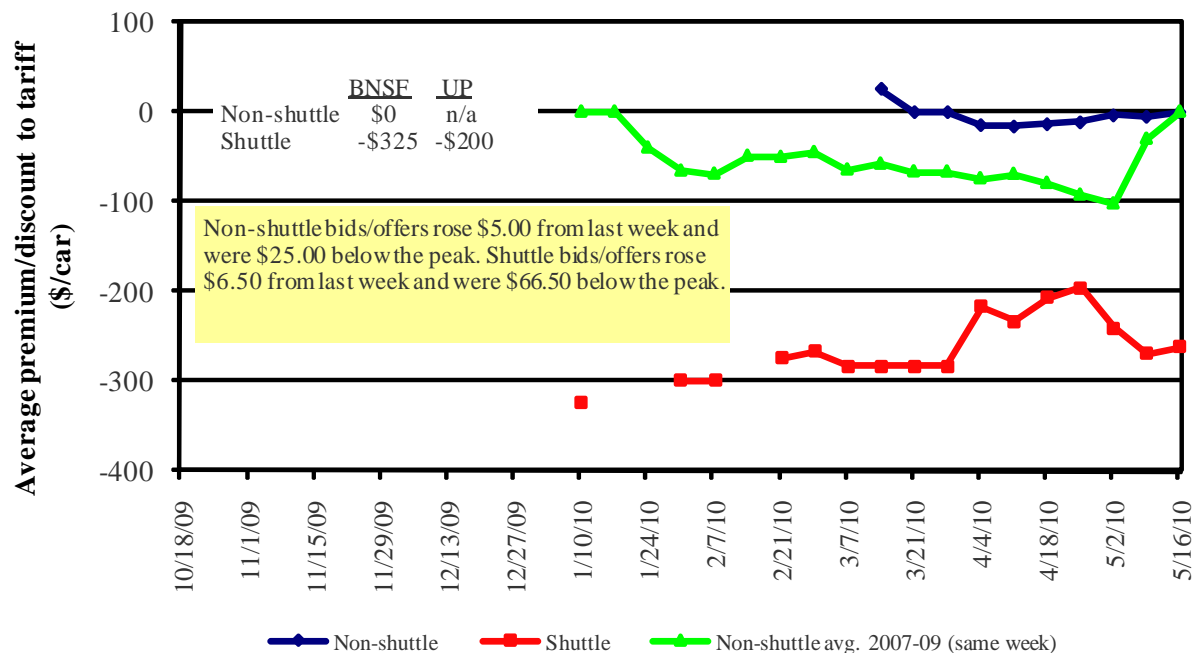 Average premium/discount to tariff
($/car)
100
0
-100
-200
-300
-400
BNSF UP
Non-shuttle $0 n/a
Shuttle -$325 -$200
Non-shuttle bids/offers rose $5.00 from last week and
were $25.00 below the peak. Shuttle bids/offers rose
$6.50 from last week and were $66.50 below the peak.
10/18/09
11/1/09
11/15/09
11/29/09
12/13/09
12/27/09
1/10/10
1/24/10
2/7/10
2/21/10
3/7/10
3/21/10
4/4/10
4/18/10
5/2/10
5/16/10
Non-shuttle Shuttle Non-shuttle avg. 2007-09 (same week)